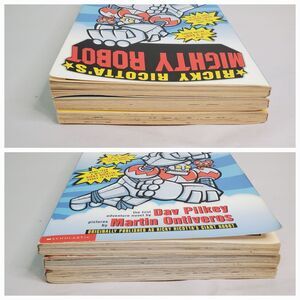 RICKY RICOTTA'S
MIGHTY ROBOT
the first
adventure novel by Dav Pilkey
pictures by Martin Ontiveros
SCHOLASTIC
ORIGINALLY PUBLISHED AS RICKY RICOTTA'S GIANT ROBOT